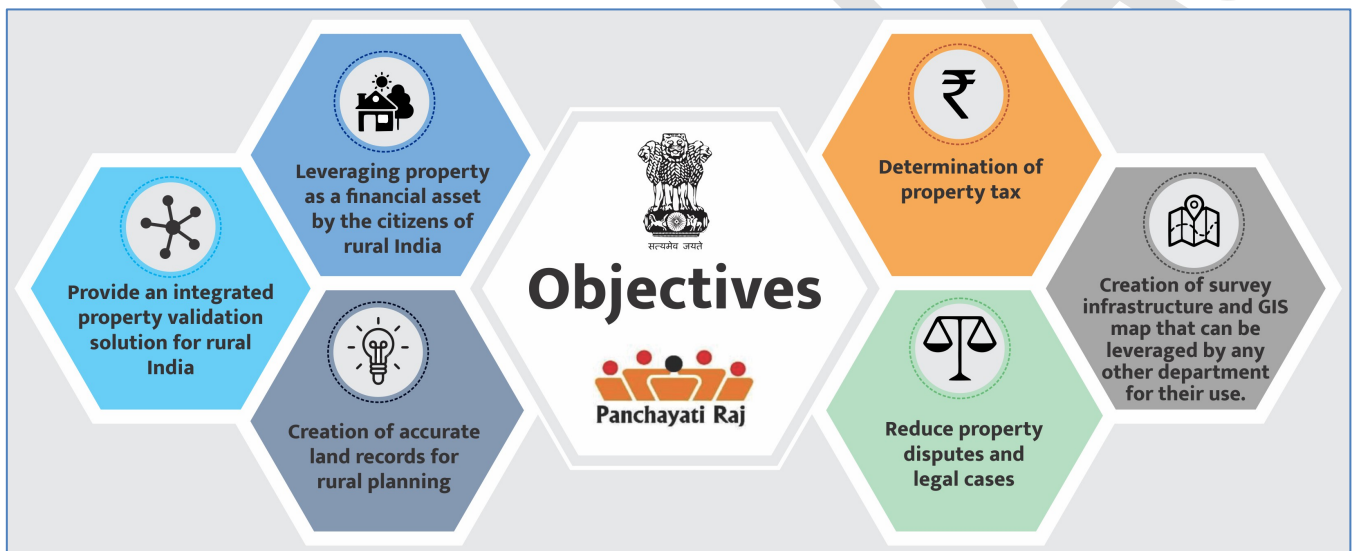 Leveraging property
as a financial asset
by the citizens of
rural India
Provide an integrated
property validation
solution for rural
India
Creation of accurate
land records for
rural planning
सत्यमेव जयते
Objectives
Panchayati Raj
₹
Determination of
property tax
Creation of survey
infrastructure and GIS
map that can be
leveraged by any
other department
for their use.
Reduce property
disputes and
legal cases